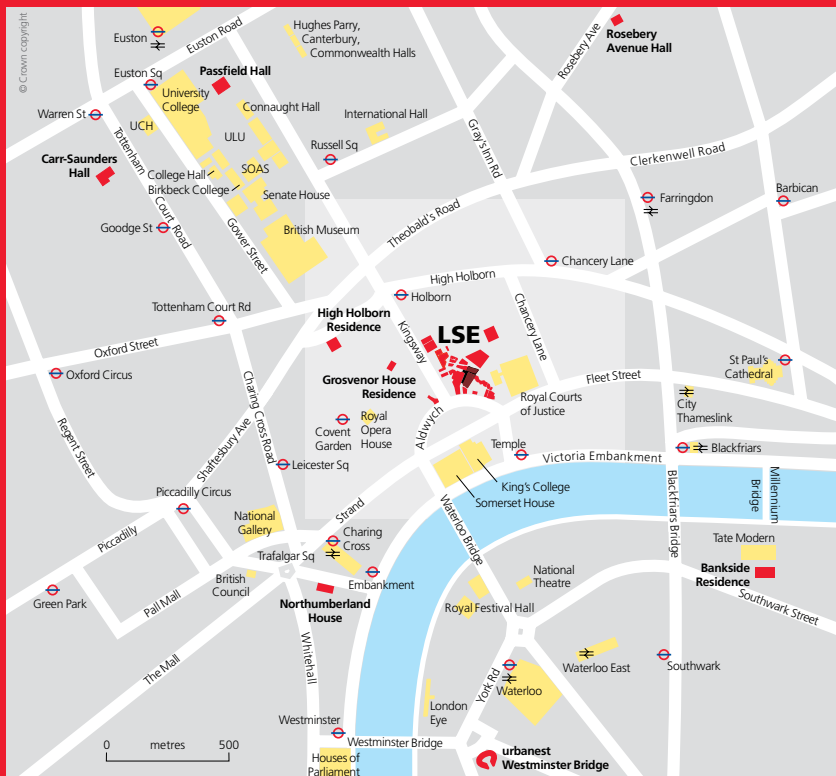 © Crown copyright
Euston
Euston Road
Hughes Parry,
Canterbury,
Commonwealth Halls
Rosebery Ave
Rosebery
Avenue Hall
Euston Sq
Passfield Hall
University
College
Connaught Hall
International Hall
Warren St
UCH
ULU
Gray's Inn Rd
Tottenham
Court Road
Russell Sq
Clerkenwell Road
Carr-Saunders
Hall
College Hall
SOAS
Birkbeck College
Senate House
Farringdon
Barbican
Goodge St
Gower Street
British Museum
Theobald's Road
Chancery Lane
High Holborn
Holborn
Tottenham Court Rd
High Holborn
Residence
Kingsway
LSE
Chancery Lane
Oxford Street
Oxford Circus
Grosvenor House
Residence
Fleet Street
St Paul's
Cathedral
Charing Cross Road
Royal Courts
of Justice
City
Thameslink
Regent Street
Shaftesbury Ave
Covent
Garden
Royal
Opera
House
Aldwych
Temple
Victoria Embankment
Blackfriars
Leicester Sq
King's College
Somerset House
Piccadilly Circus
Blackfriars Bridge
Millennium
Bridge
National
Gallery
Strand
Waterloo Bridge
Piccadilly
Charing
Cross
Trafalgar Sq
Tate Modern
Embankment
National
Theatre
Bankside
Residence
British
Council
Green Park
Pall Mall
Northumberland
House
Royal Festival Hall
Southwark Street
The Mall
Whitehall
Waterloo East
Southwark
York Rd
Waterloo
London
Eye
Westminster
Westminster Bridge
0 metres 500
Houses of
Parliament
urbanest
Westminster Bridge